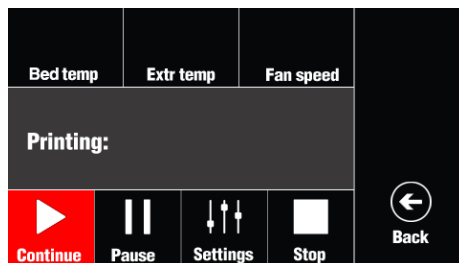 Bed temp Extr temp Fan speed
Printing:
Back
Continue Pause Settings Stop